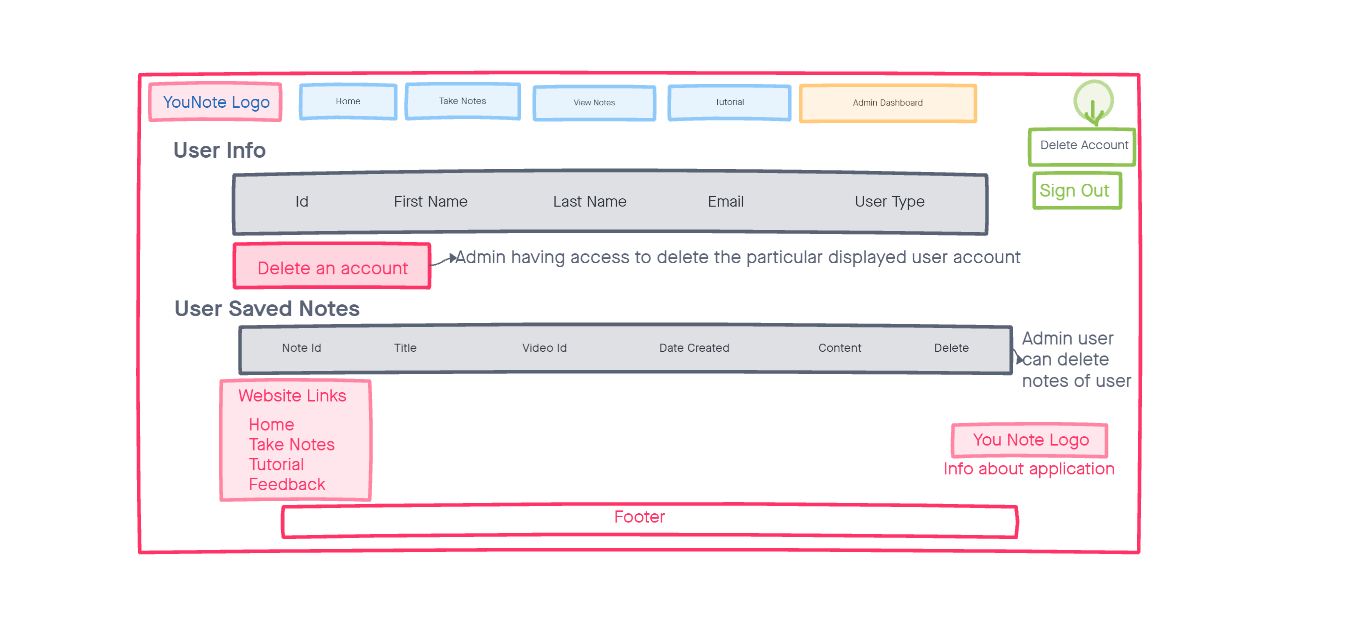 YouNote Logo
Home
Take Notes
View Notes
Tutorial
Admin Dashboard
Delete Account
Sign Out
User Info
Id First Name Last Name Email User Type
Delete an account
Admin having access to delete the particular displayed user account
User Saved Notes
Note Id Title Video Id Date Created Content Delete
Admin user
can delete
notes of user
Website Links
Home
Take Notes
Tutorial
Feedback
You Note Logo
Info about application
Footer